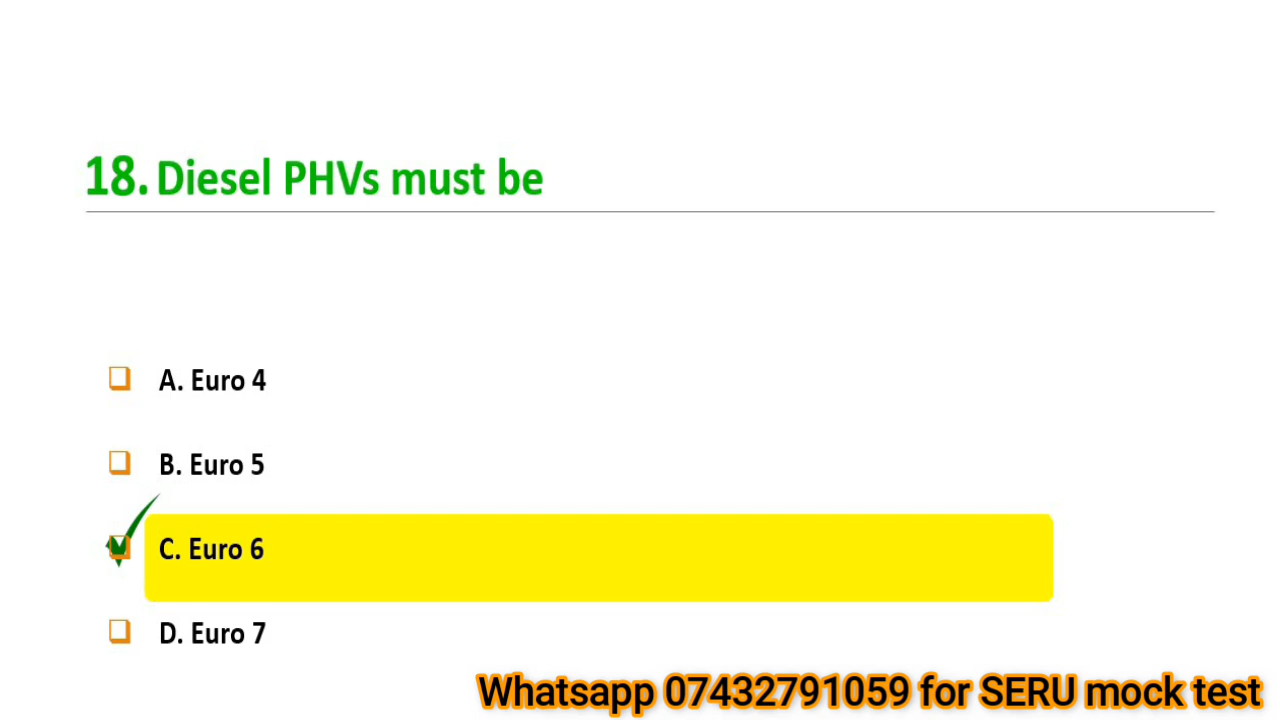 18. Diesel PHVs must be
A. Euro 4
B. Euro 5
C. Euro 6
D. Euro 7
Whatsapp 07432791059 for SERU mock test